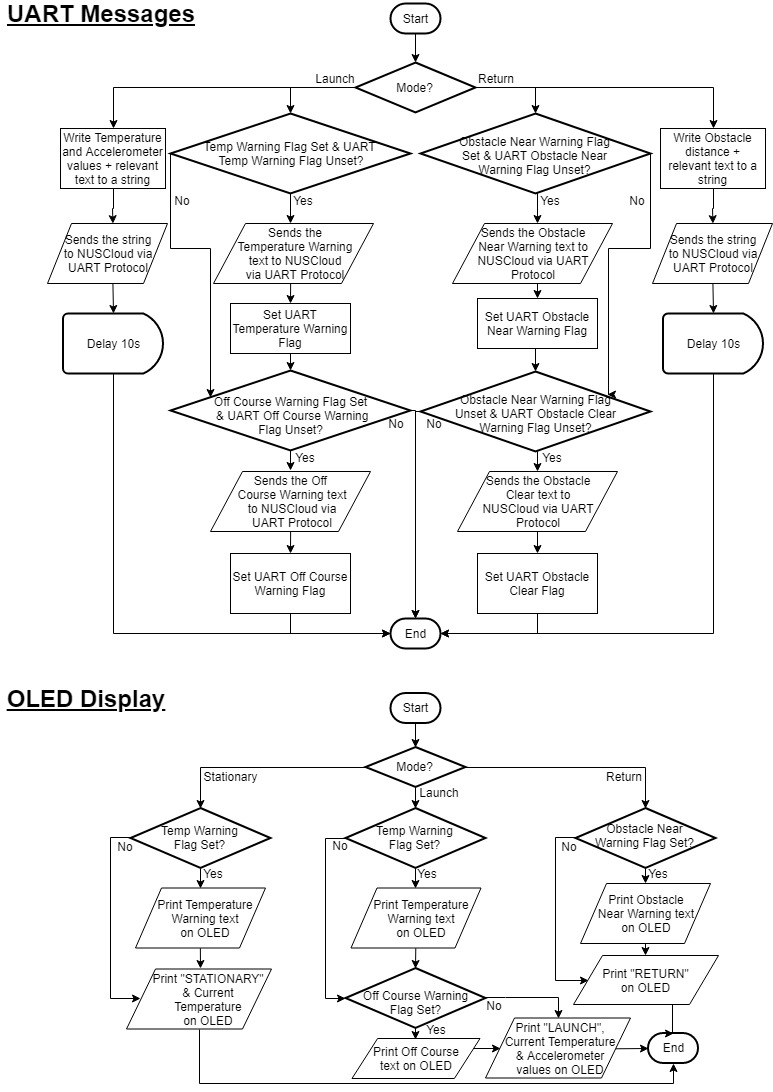 UART Messages
Start
Mode?
Launch
Return
Write Temperature
and Accelerometer
values + relevant
text to a string
Temp Warning Flag Set & UART
Temp Warning Flag Unset?
Obstacle Near Warning Flag
Set & UART Obstacle Near
Warning Flag Unset?
Write Obstacle
distance +
relevant text to a
string
No
Yes
Yes
No
Sends the string
to NUSCloud via
UART Protocol
Sends the
Temperature Warning
text to NUSCloud
via UART Protocol
Sends the Obstacle
Near Warning text to
NUSCloud via UART
Protocol
Sends the string
to NUSCloud via
UART Protocol
Delay 10s
Set UART
Temperature Warning
Flag
Set UART Obstacle
Near Warning Flag
Delay 10s
Off Course Warning Flag Set
& UART Off Course Warning
Flag Unset?
Obstacle Near Warning Flag
Unset & UART Obstacle Clear
Warning Flag Unset?
No
No
Yes
Yes
Sends the Off
Course Warning text
to NUSCloud via
UART Protocol
Sends the Obstacle
Clear text to
NUSCloud via UART
Protocol
Set UART Off Course
Warning Flag
Set UART Obstacle
Clear Flag
End
OLED Display
Start
Mode?
Stationary
Launch
Return
Temp Warning
Flag Set?
Temp Warning
Flag Set?
Obstacle Near
Warning Flag Set?
No
Yes
No
Yes
No
Yes
Print Temperature
Warning text
on OLED
Print Temperature
Warning text
on OLED
Print Obstacle
Near Warning text
on OLED
Print "STATIONARY"
& Current
Temperature
on OLED
Off Course Warning
Flag Set?
Print "RETURN"
on OLED
No
Yes
Print Off Course
text on OLED
Print "LAUNCH",
Current Temperature
& Accelerometer
values on OLED
End